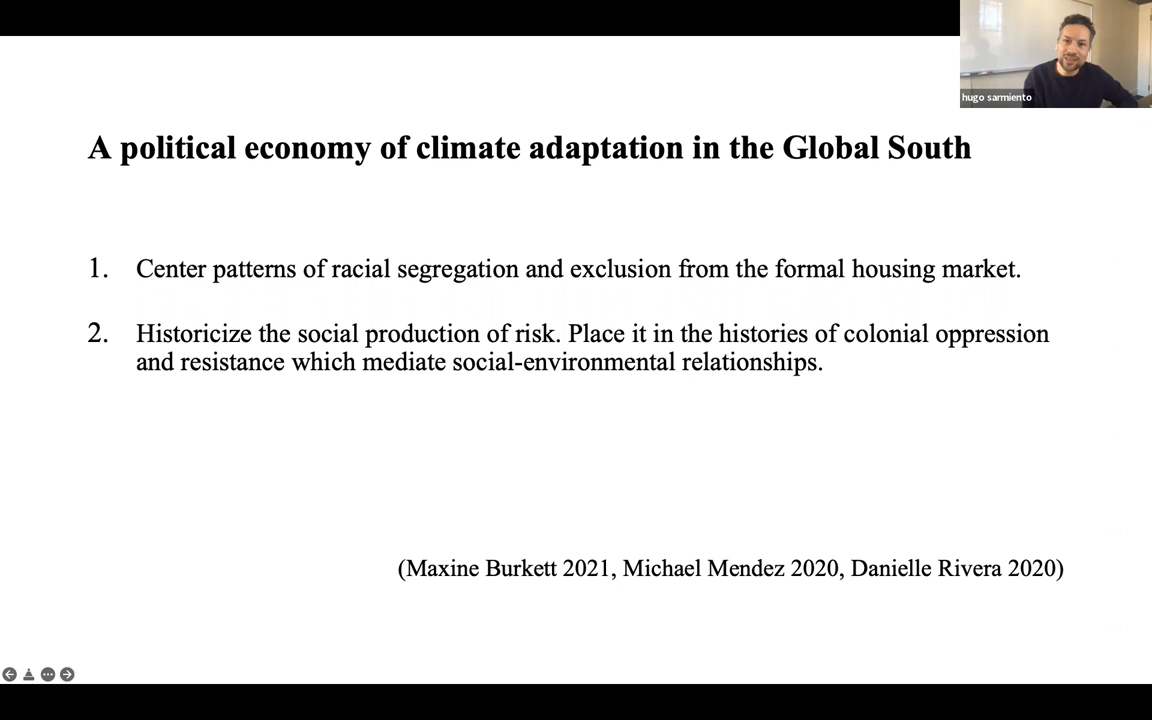 hugo sarmiento
A political economy of climate adaptation in the Global South
1. Center patterns of racial segregation and exclusion from the formal housing market.
2. Historicize the social production of risk. Place it in the histories of colonial oppression
and resistance which mediate social-environmental relationships.
(Maxine Burkett 2021, Michael Mendez 2020, Danielle Rivera 2020)